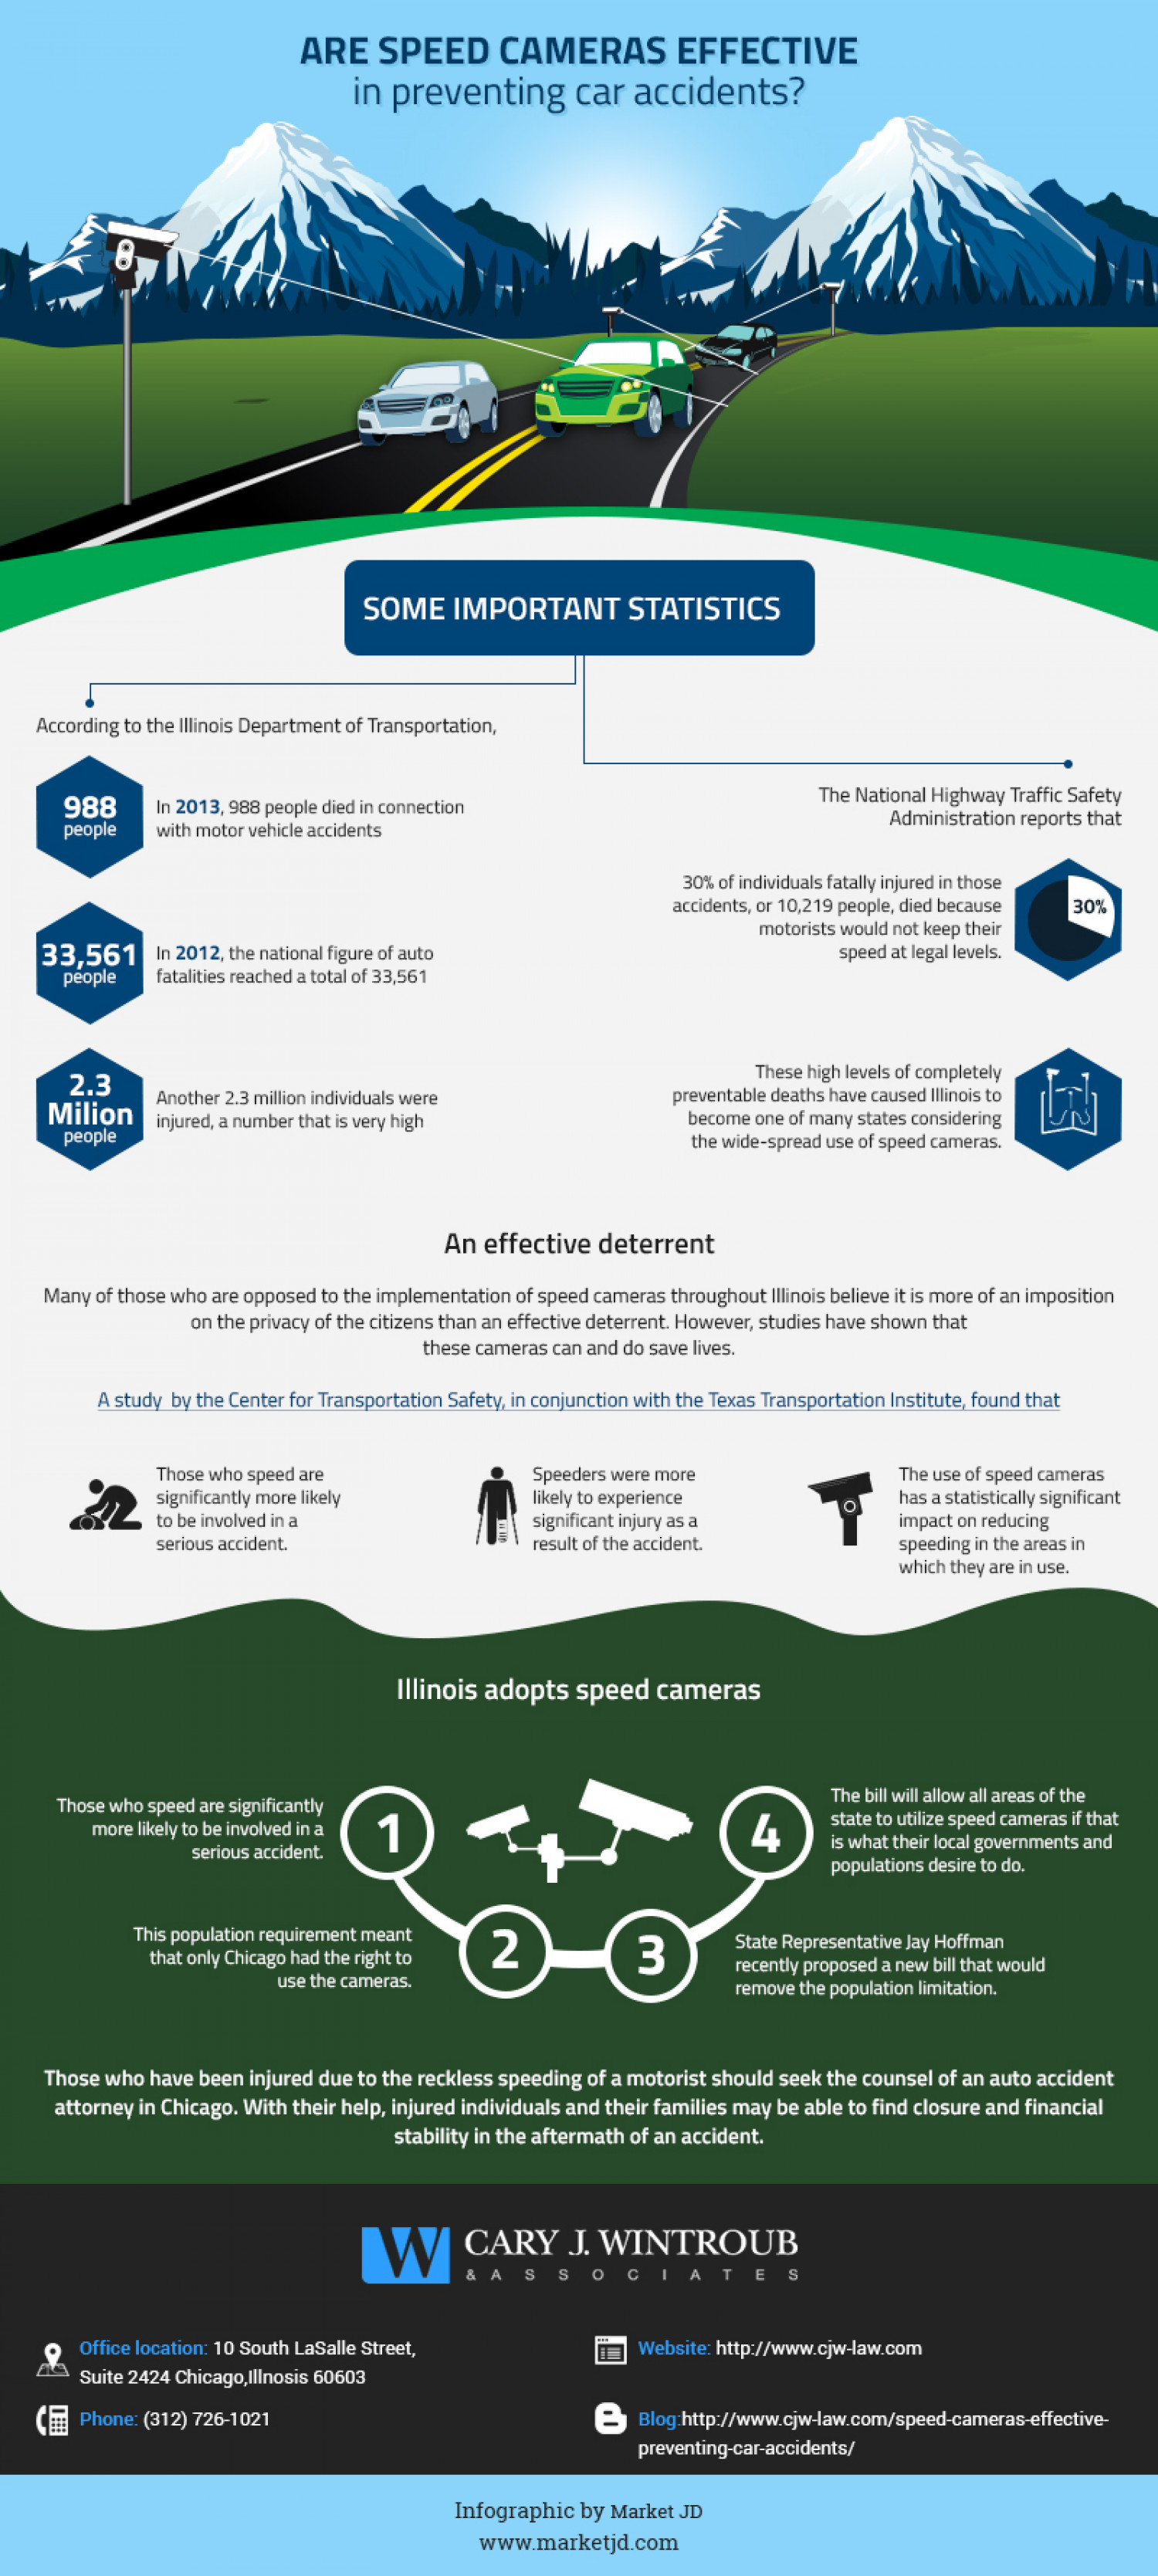 ARE SPEED CAMERAS EFFECTIVE
in preventing car accidents?
SOME IMPORTANT STATISTICS
According to the Illinois Department of Transportation,
988
people
In 2013, 988 people died in connection
with motor vehicle accidents
33,561
people
In 2012, the national figure of auto
fatalities reached a total of 33,561
2.3
Milion
people
Another 2.3 million individuals were
injured, a number that is very high
The National Highway Traffic Safety
Administration reports that
30% of individuals fatally injured in those
accidents, or 10,219 people, died because
motorists would not keep their
speed at legal levels.
30%
These high levels of completely
preventable deaths have caused Illinois to
become one of many states considering
the wide-spread use of speed cameras.
An effective deterrent
Many of those who are opposed to the implementation of speed cameras throughout Illinois believe it is more of an imposition
on the privacy of the citizens than an effective deterrent. However, studies have shown that
these cameras can and do save lives.
A study by the Center for Transportation Safety, in conjunction with the Texas Transportation Institute, found that
Those who speed are
significantly more likely
to be involved in a
serious accident.
Speeders were more
likely to experience
significant injury as a
result of the accident.
The use of speed cameras
has a statistically significant
impact on reducing
speeding in the areas in
which they are in use.
Illinois adopts speed cameras
Those who speed are significantly
more likely to be involved in a
serious accident.
1
This population requirement meant
that only Chicago had the right to
use the cameras.
2
3
State Representative Jay Hoffman
recently proposed a new bill that would
remove the population limitation.
4
The bill will allow all areas of the
state to utilize speed cameras if that
is what their local governments and
populations desire to do.
Those who have been injured due to the reckless speeding of a motorist should seek the counsel of an auto accident
attorney in Chicago. With their help, injured individuals and their families may be able to find closure and financial
stability in the aftermath of an accident.
W CARY J. WINTROUB
& ASSOCIATES
Office location: 10 South LaSalle Street,
Suite 2424 Chicago,Illnosis 60603
Phone: (312) 726-1021
Website: http://www.cjw-law.com
Blog:http://www.cjw-law.com/speed-cameras-effective-
preventing-car-accidents/
Infographic by Market JD
www.marketjd.com